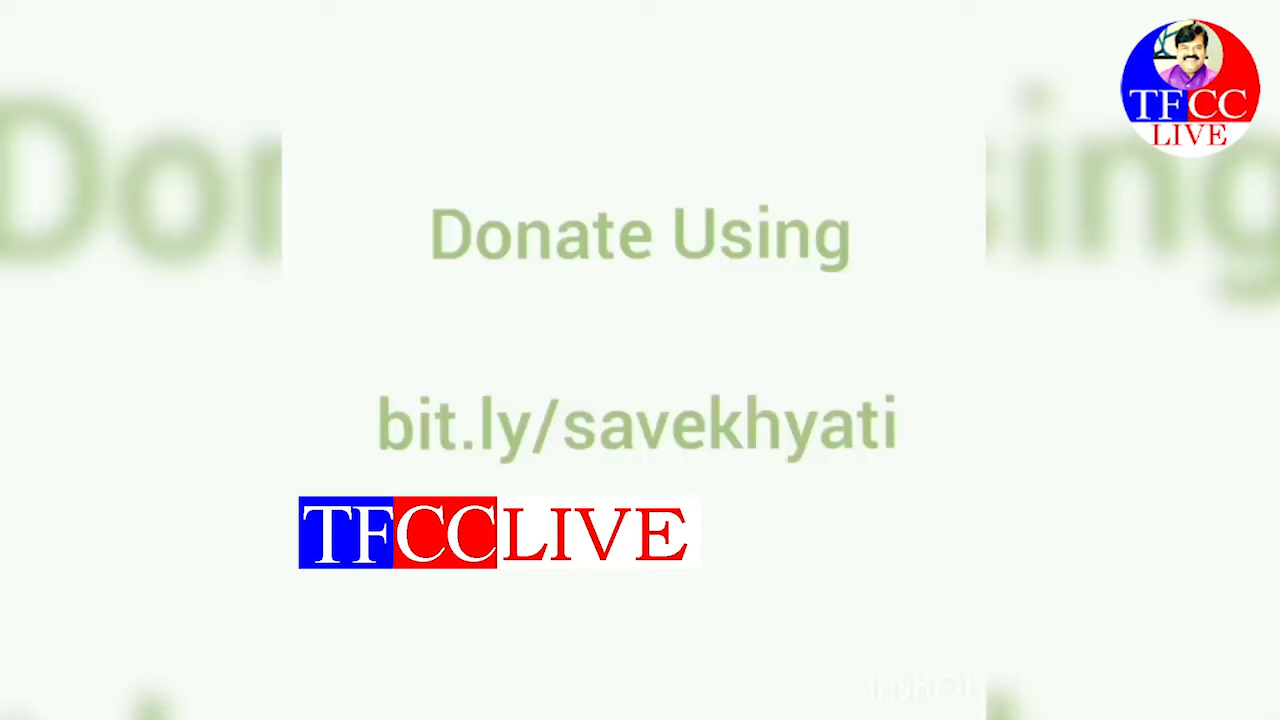 TFCC
LIVE
Donate Using
bit.ly/savekhyati
TFCCLIVE